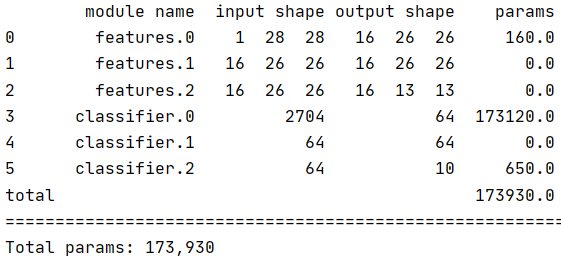 module name input shape output shape params
0 features.0 1 28 28 16 26 26 160.0
1 features.1 16 26 26 16 26 26 0.0
2 features.2 16 26 26 16 13 13 0.0
3 classifier.0 2704 64 173120.0
4 classifier.1 64 64 0.0
5 classifier.2 64 10 650.0
total 173930.0
========================================================
Total params: 173,930